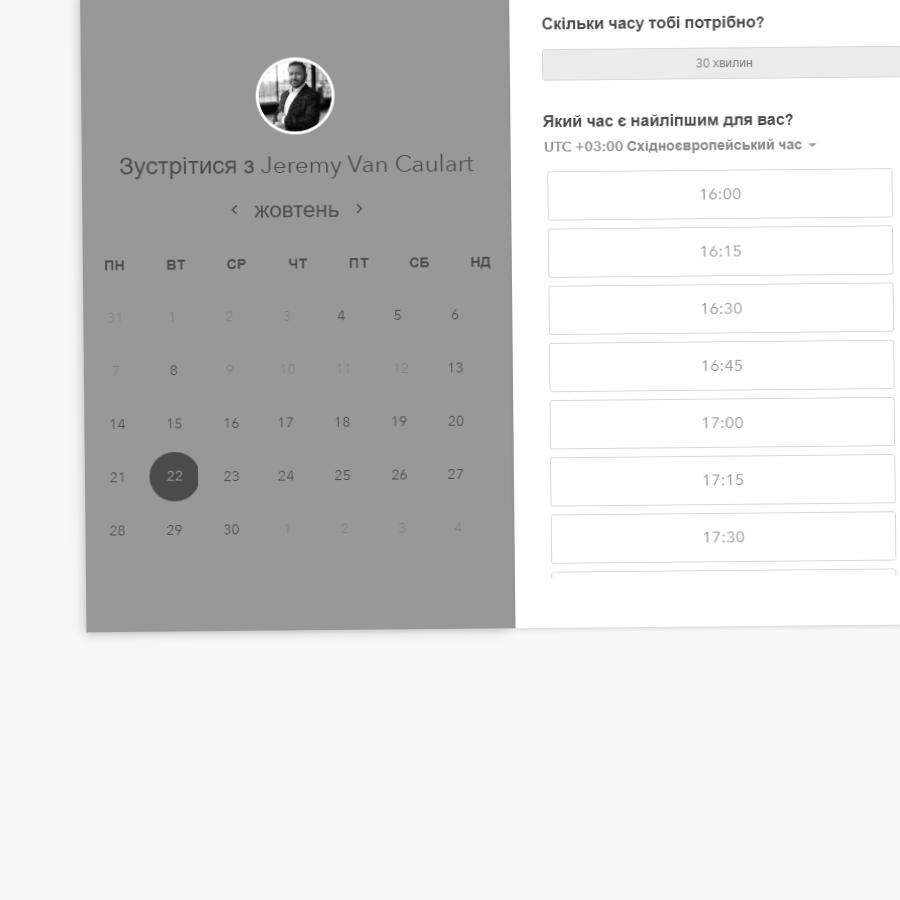 Зустрітися з Jeremy Van Caulart
жовтень
ПН ВТ СР ЧТ ПТ СБ НД
31 1 2 3 4 5 6
7 8 9 10 11 12 13
14 15 16 17 18 19 20
21 22 23 24 25 26 27
28 29 30 1 2 3 4
Скільки часу тобі потрібно?
30 хвилин
Який час є найліпшим для вас?
UTC +03:00 Східноєвропейський час
16:00
16:15
16:30
16:45
17:00
17:15
17:30